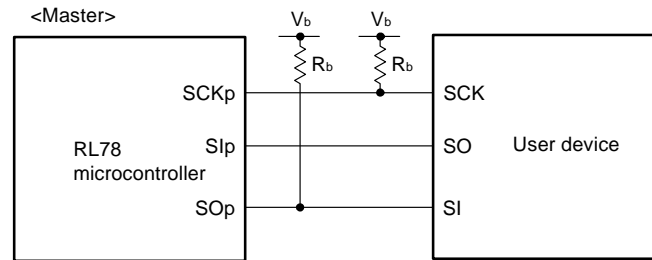 <Master>
Vb Vb
Rb Rb
SCKp SCK
SIp SO
RL78
microcontroller
User device
SOp SI